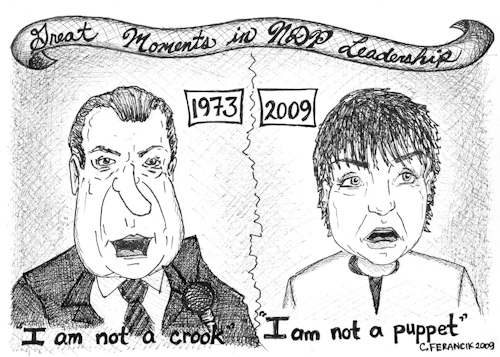 Great Moments in NDP Leadership
1973
2009
"I am not a crook"
"I am not a puppet"
C. FERANCIK 2009